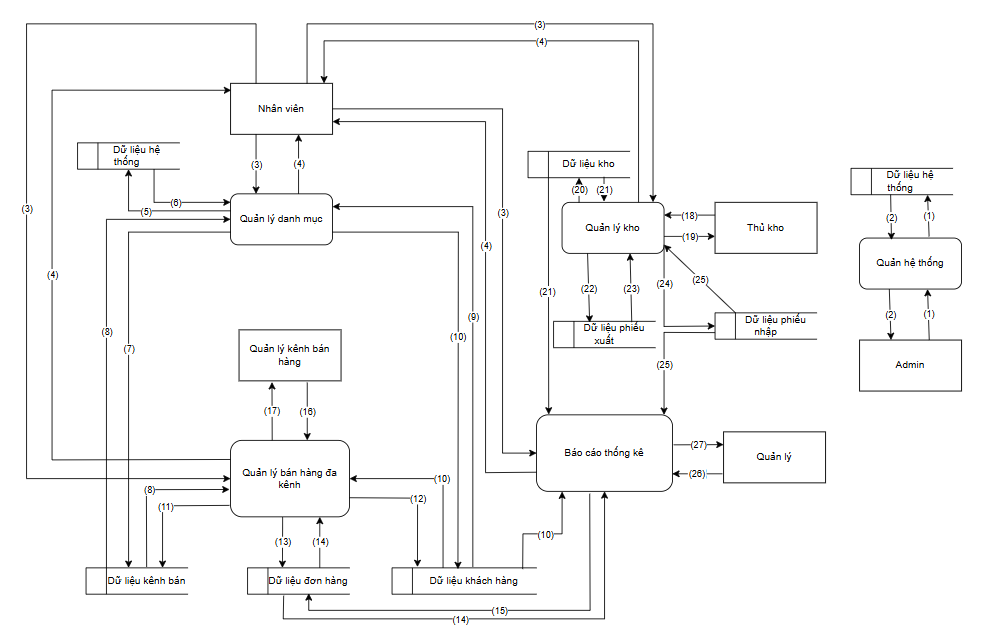 (3)
(4)
Nhân viên
Dữ liệu hệ
thống
(3)
(4)
Dữ liệu kho
Dữ liệu hệ
thống
(6)
(5)
(20)
(21)
(3)
Quản lý danh mục
(3)
Quản lý kho
(18)
(19)
Thủ kho
(2)
(1)
(4)
(4)
Quản hệ thống
(21)
(22)
(23)
(24)
(25)
(8)
(7)
(10)
(9)
Dữ liệu phiếu
xuất
Dữ liệu phiếu
nhập
(2)
(1)
Quản lý kênh bán
hàng
(25)
Admin
(17)
(16)
Báo cáo thống kê
(27)
(26)
Quản lý
Quản lý bán hàng đa
kênh
(8)
(11)
(10)
(12)
(13)
(14)
(10)
Dữ liệu kênh bán
Dữ liệu đơn hàng
Dữ liệu khách hàng
(15)
(14)